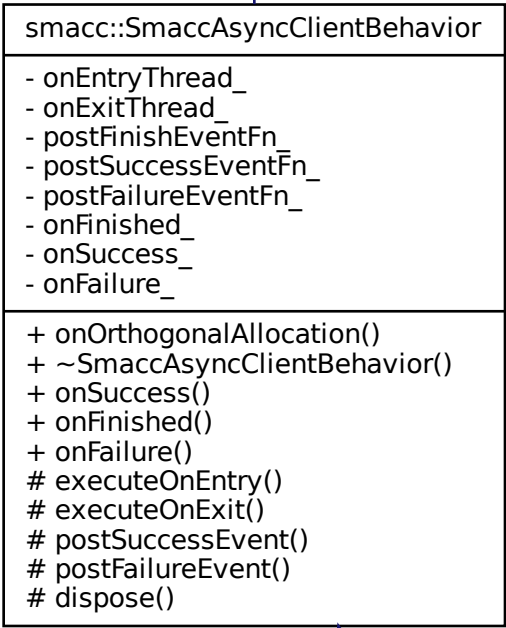 smacc::SmaccAsyncClientBehavior
- onEntryThread_
- onExitThread_
- postFinishEventFn_
- postSuccessEventFn_
- postFailureEventFn_
- onFinished_
- onSuccess_
- onFailure_
+ onOrthogonalAllocation()
+ ~SmaccAsyncClientBehavior()
+ onSuccess()
+ onFinished()
+ onFailure()
# executeOnEntry()
# executeOnExit()
# postSuccessEvent()
# postFailureEvent()
# dispose()